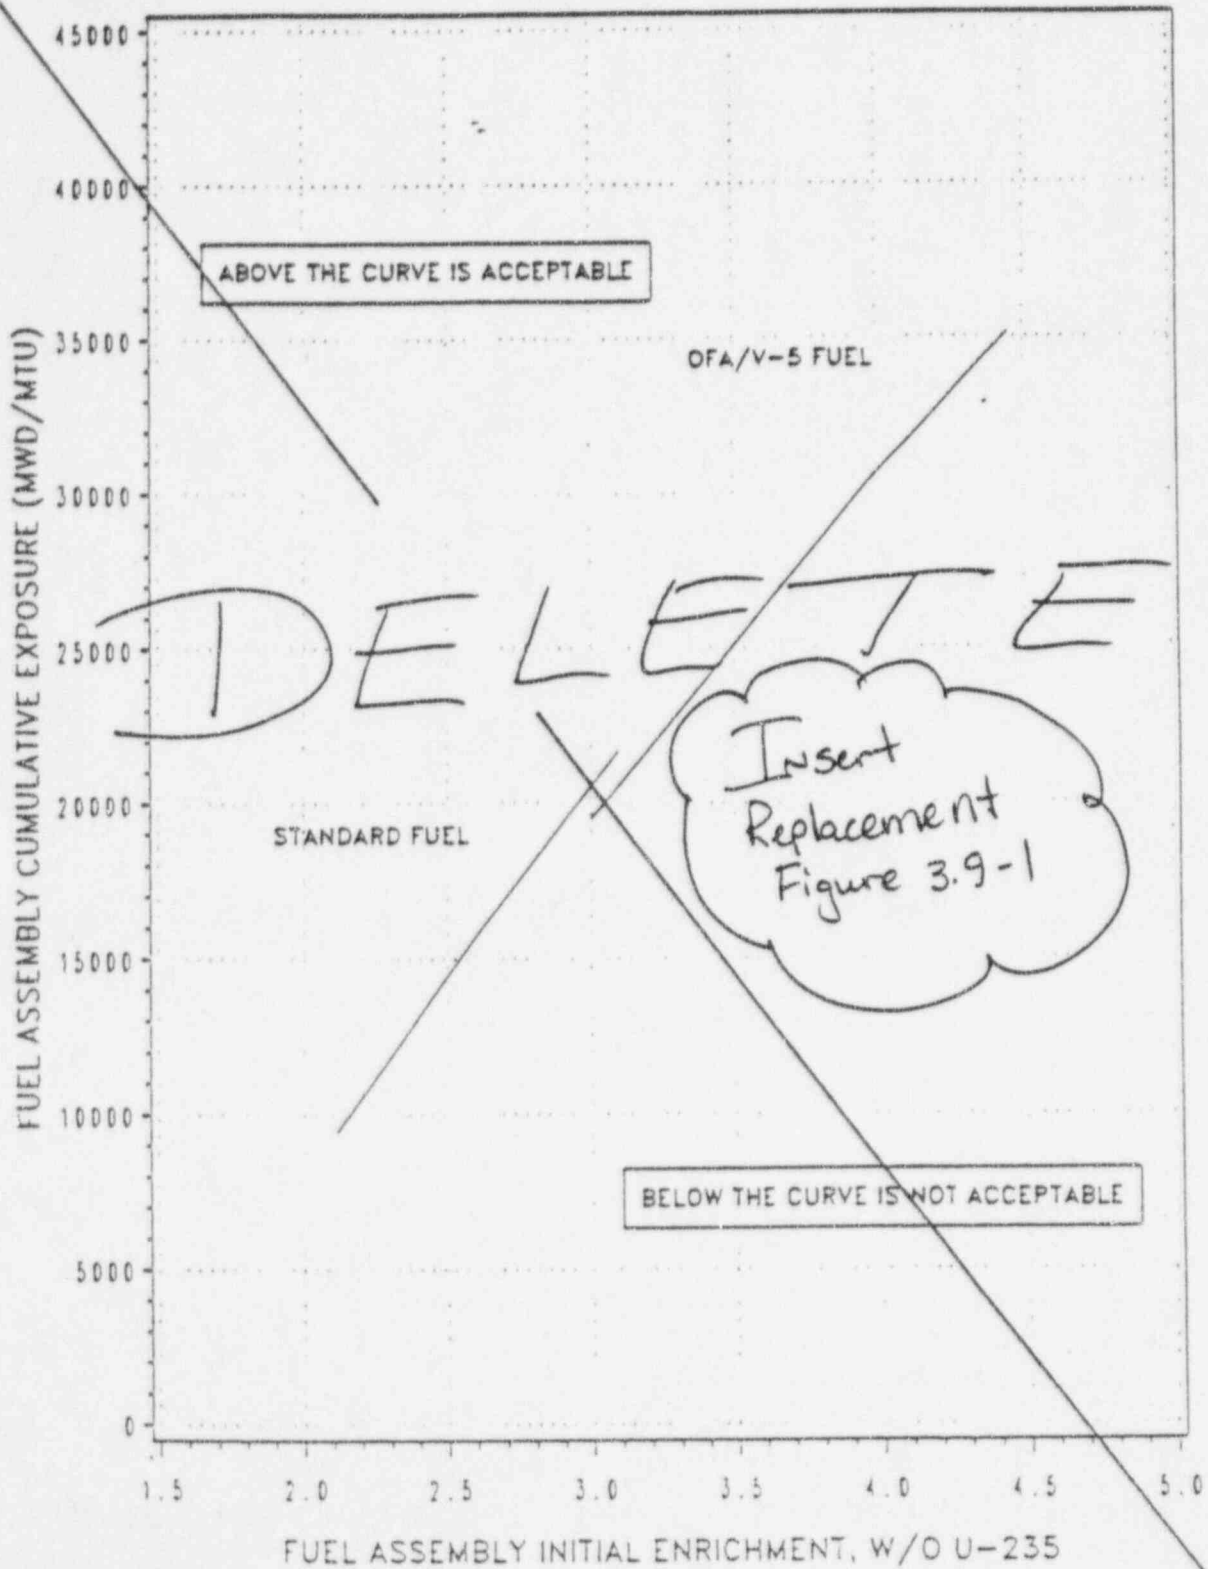 45000
40000
ABOVE THE CURVE IS ACCEPTABLE
35000
OFA/V-5 FUEL
30000
DELETE
25000
Insert
Replacement
Figure 3.9-1
20000
STANDARD FUEL
15000
10000
BELOW THE CURVE IS NOT ACCEPTABLE
5000
0
1.5 2.0 2.5 3.0 3.5 4.0 4.5 5.0
FUEL ASSEMBLY INITIAL ENRICHMENT, W/O U-235
FUEL ASSEMBLY CUMULATIVE EXPOSURE (MWD/MTU)